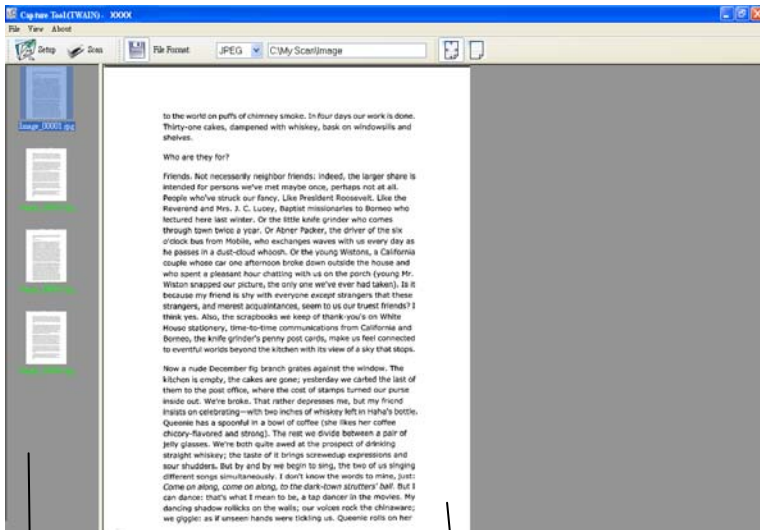 Capture Tool(TWAIN) - XXXX
File View About
Setup Scan File Format: JPEG C:\My Scan\Image
Image_00001.jpg
to the world on puffs of chimney smoke. In four days our work is done.
Thirty-one cakes, dampened with whiskey, bask on windowsills and
shelves.
Who are they for?
Friends. Not necessarily neighbor friends: indeed, the larger share is
intended for persons we've met maybe once, perhaps not at all.
People who've struck our fancy. Like President Roosevelt. Like the
Reverend and Mrs. J. C. Lucey, Baptist missionaries to Borneo who
lectured here last winter. Or the little knife grinder who comes
through town twice a year. Or Abner Packer, the driver of the six
o'clock bus from Mobile, who exchanges waves with us every day as
he passes in a dust-cloud whoosh. Or the young Wistons, a California
couple whose car one afternoon broke down outside the house and
who spent a pleasant hour chatting with us on the porch (young Mr.
Wiston snapped our picture, the only one we've ever had taken). Is it
because my friend is shy with everyone except strangers that these
strangers, and merest acquaintances, seem to us our truest friends? I
think yes. Also, the scrapbooks we keep of thank-you's on White
House stationery, time-to-time communications from California and
Borneo, the knife grinder's penny post cards, make us feel connected
to eventful worlds beyond the kitchen with its view of a sky that stops.
Now a nude December fig branch grates against the window. The
kitchen is empty, the cakes are gone; yesterday we carted the last of
them to the post office, where the cost of stamps turned our purse
inside out. We're broke. That rather depresses me, but my friend
insists on celebrating—with two inches of whiskey left in Haha's bottle.
Queenie has a spoonful in a bowl of coffee (she likes her coffee
chicory-flavored and strong). The rest we divide between a pair of
jelly glasses. We're both quite awed at the prospect of drinking
straight whiskey; the taste of it brings screwedup expressions and
sour shudders. But by and by we begin to sing, the two of us singing
different songs simultaneously. I don't know the words to mine, just:
Come on along, come on along, to the dark-town strutters' ball. But I
can dance: that's what I mean to be, a tap dancer in the movies. My
dancing shadow rollicks on the walls; our voices rock the chinaware;
we giggle: as if unseen hands were tickling us. Queenie rolls on her